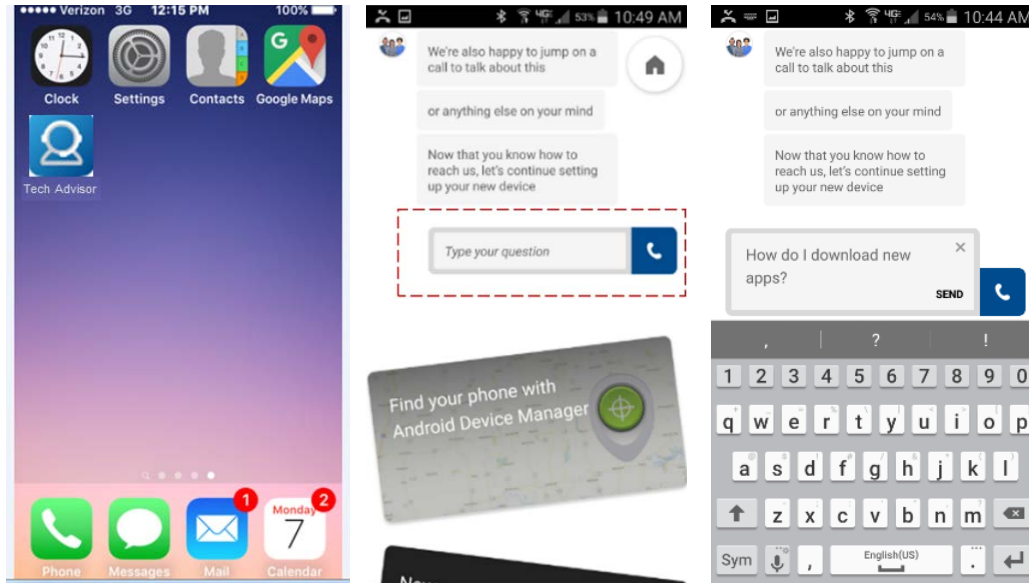 Verizon 3G 12:15 PM 100%
G
Clock Settings Contacts Google Maps
Tech Advisor
1
2
Monday
7
Phone Messages Mail Calendar
4G 53% 10:49 AM
We're also happy to jump on a
call to talk about this
or anything else on your mind
Now that you know how to
reach us, let's continue setting
up your new device
Type your question
Find your phone with
Android Device Manager
4G 54% 10:44 AM
We're also happy to jump on a
call to talk about this
or anything else on your mind
Now that you know how to
reach us, let's continue setting
up your new device
How do I download new
apps?
SEND
, ? !
1 2 3 4 5 6 7 8 9 0
q w e r t y u i o p
a s d f g h j k l
z x c v b n m
Sym , English(US) .